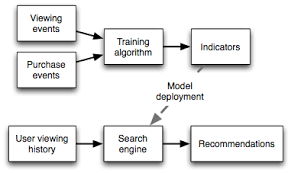 Viewing
events
Purchase
events
Training
algorithm
Indicators
Model
deployment
User viewing
history
Search
engine
Recommendations